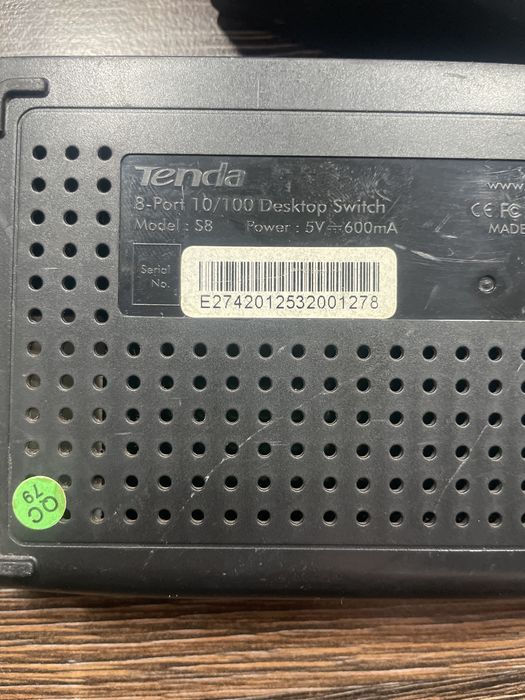 Tenda
8-Port 10/100 Desktop Switch
Model : S8 Power : 5V⎓600mA
Serial
No.
E2742012532001278
www.
CE FC
MADE
QC
79